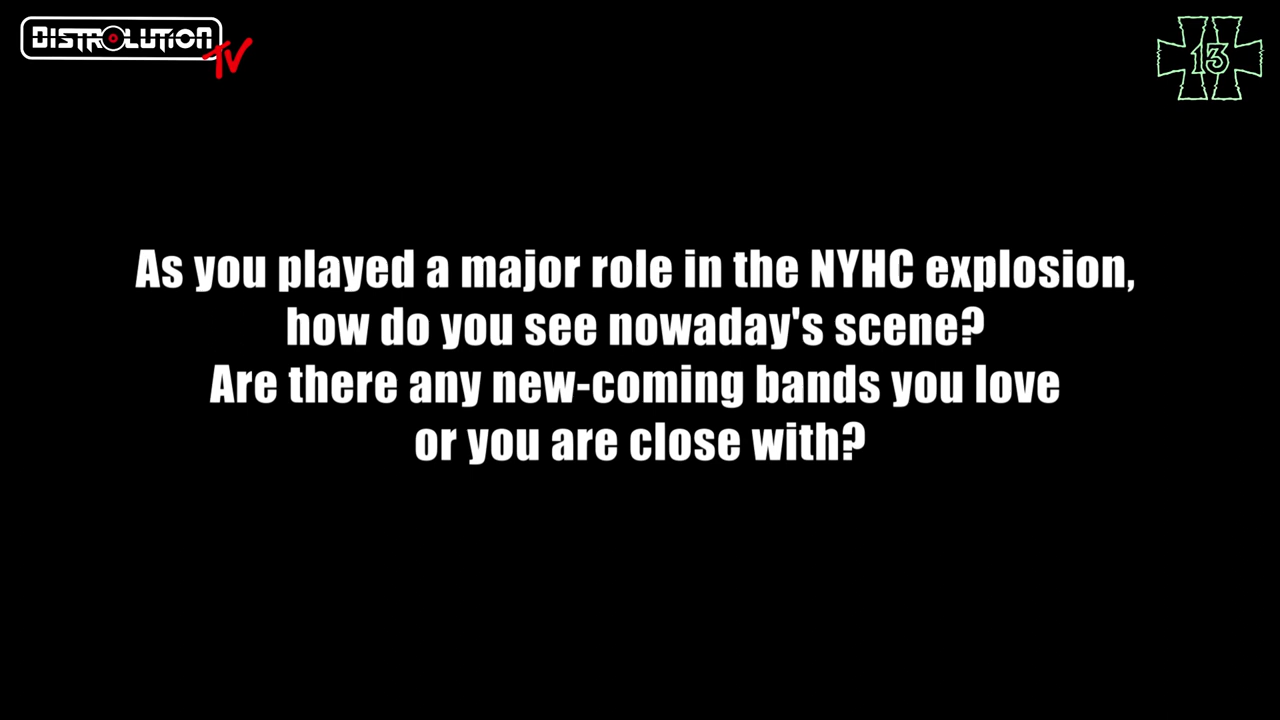 DISTROLUTION
TV
13
As you played a major role in the NYHC explosion,
how do you see nowaday's scene?
Are there any new-coming bands you love
or you are close with?